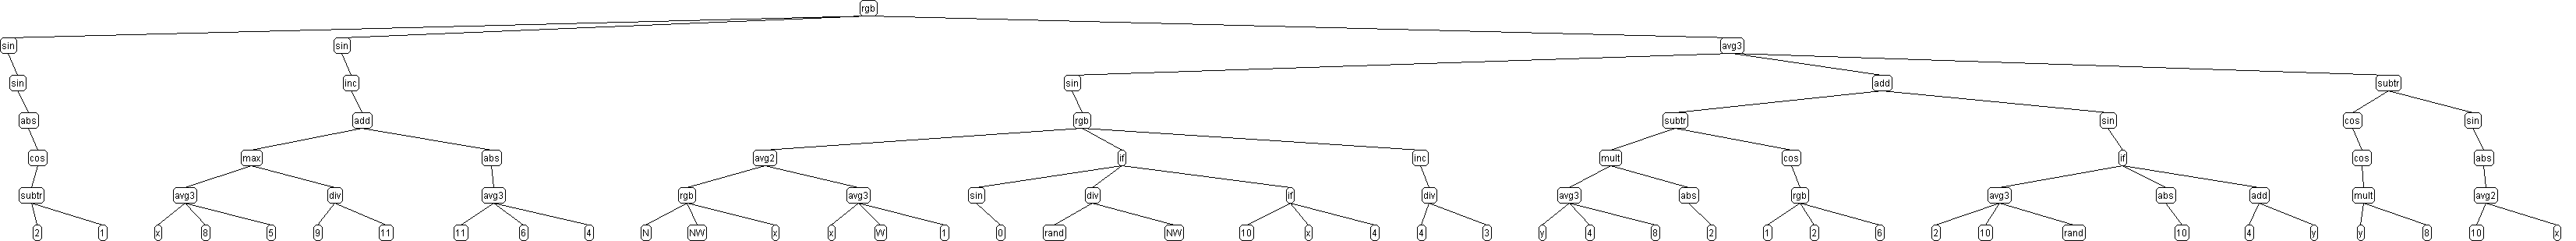 rgb
sin sin avg3
sin inc sin add subtr
abs add rgb subtr sin cos sin
cos max abs avg2 if inc mult cos if cos abs
subtr avg3 div avg3 rgb avg3 sin div if div avg3 abs rgb avg3 abs add mult avg2
2 1 x 8 5 9 11 11 6 4 N NW x x W 1 0 rand NW 10 x 4 4 3 y 4 8 2 1 2 6 2 10 rand 10 4 y y 8 10 x